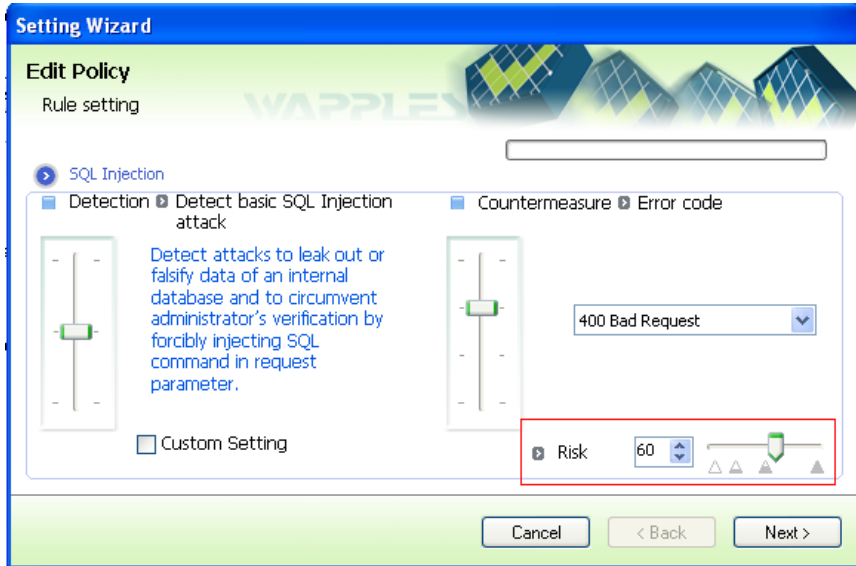 Setting Wizard
Edit Policy
Rule setting
WAPPLES
SQL Injection
Detection Detect basic SQL Injection
attack
Detect attacks to leak out or
falsify data of an internal
database and to circumvent
administrator's verification by
forcibly injecting SQL
command in request
parameter.
Custom Setting
Countermeasure Error code
400 Bad Request
Risk 60
Cancel < Back Next >